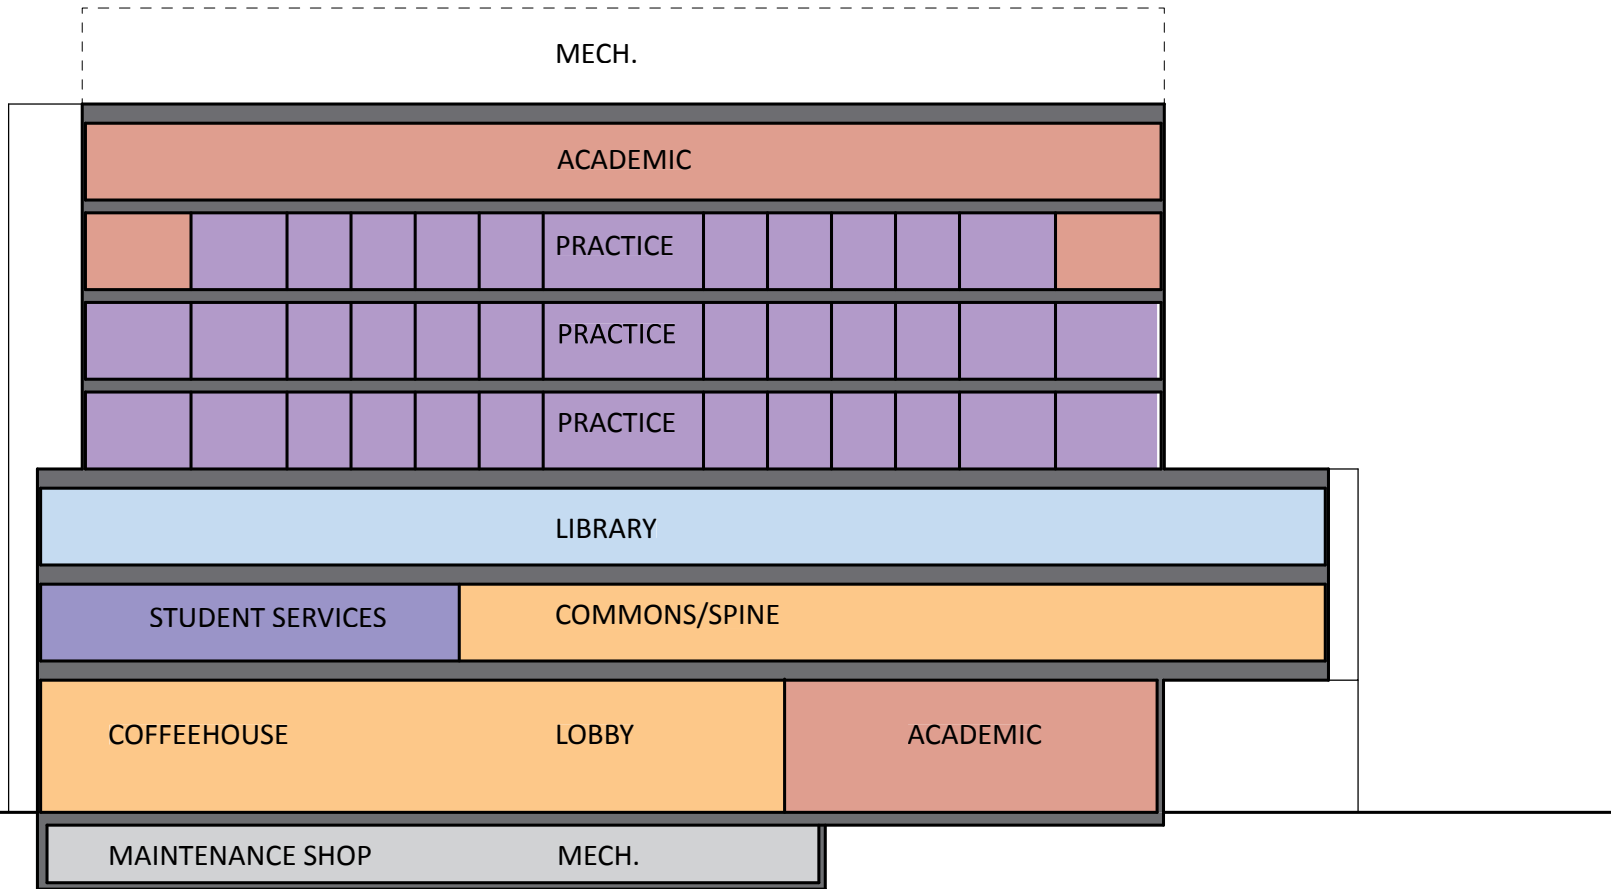 MECH.
ACADEMIC
PRACTICE
PRACTICE
PRACTICE
LIBRARY
STUDENT SERVICES COMMONS/SPINE
COFFEEHOUSE LOBBY ACADEMIC
MAINTENANCE SHOP MECH.